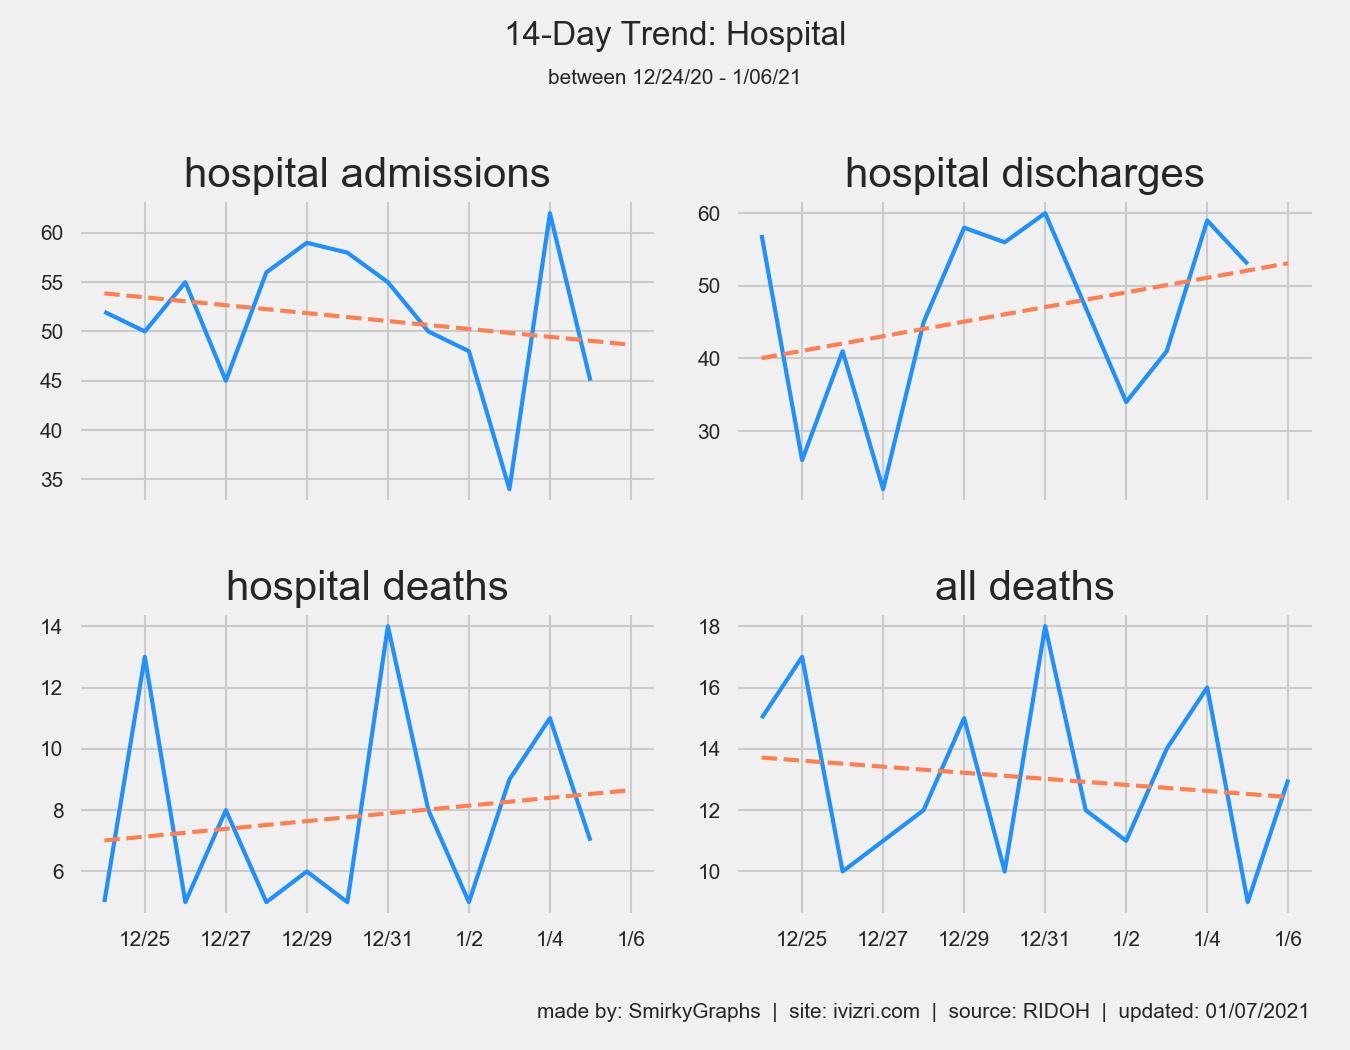 14-Day Trend: Hospital
between 12/24/20 - 1/06/21
hospital admissions
60
55
50
45
40
35
hospital discharges
60
50
40
30
hospital deaths
14
12
10
8
6
12/25 12/27 12/29 12/31 1/2 1/4 1/6
all deaths
18
16
14
12
10
12/25 12/27 12/29 12/31 1/2 1/4 1/6
made by: SmirkyGraphs | site: ivizri.com | source: RIDOH | updated: 01/07/2021